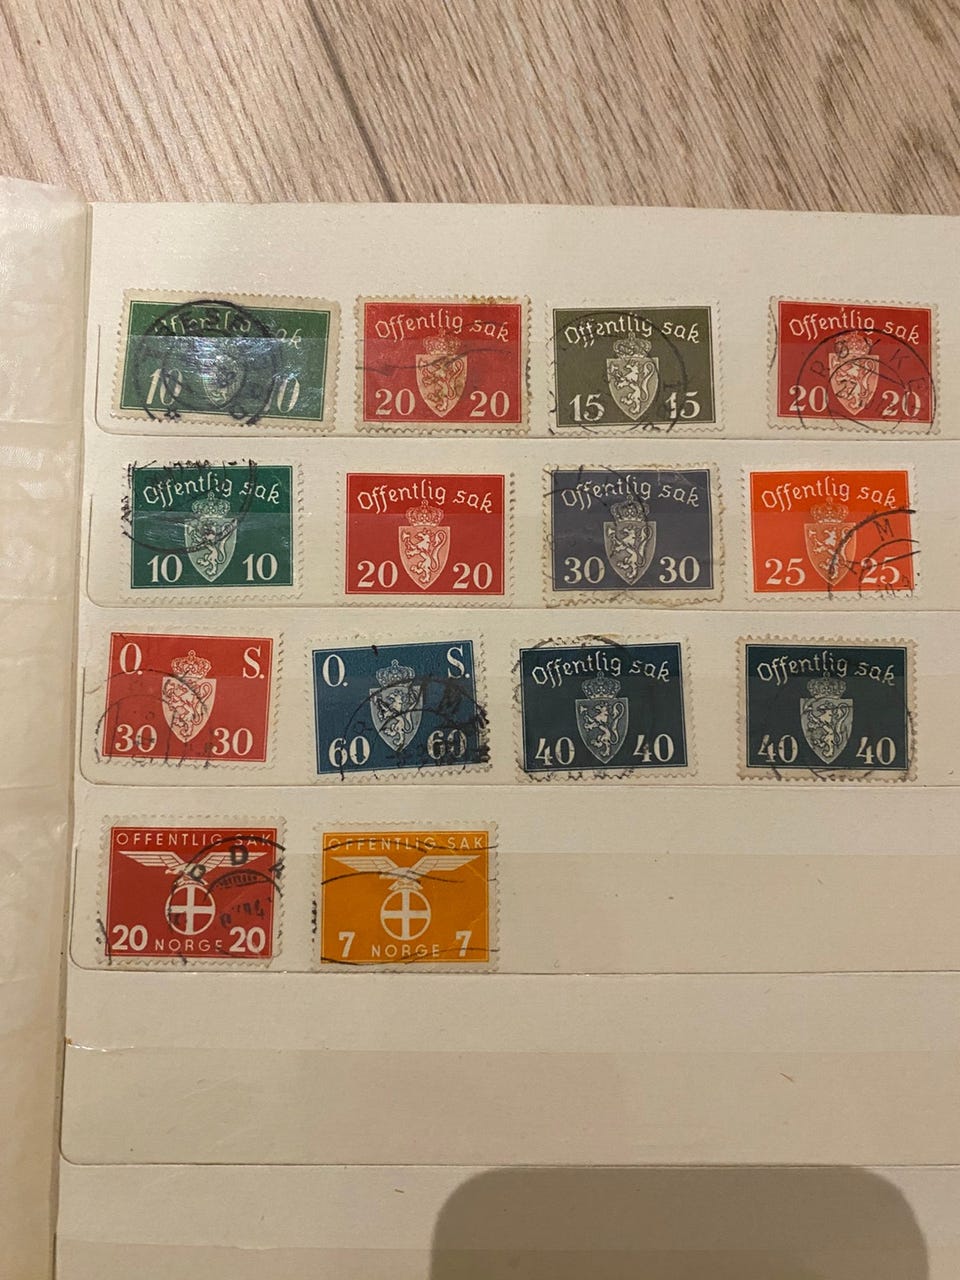 Offentlig sak
10 10
Offentlig sak
20 20
Offentlig sak
15 15
Offentlig sak
20 20
Offentlig sak
10 10
Offentlig sak
20 20
Offentlig sak
30 30
Offentlig sak
25 25
O. S.
30 30
O. S.
60 60
Offentlig sak
40 40
Offentlig sak
40 40
OFFENTLIG SAK
20 NORGE 20
OFFENTLIG SAK
7 NORGE 7